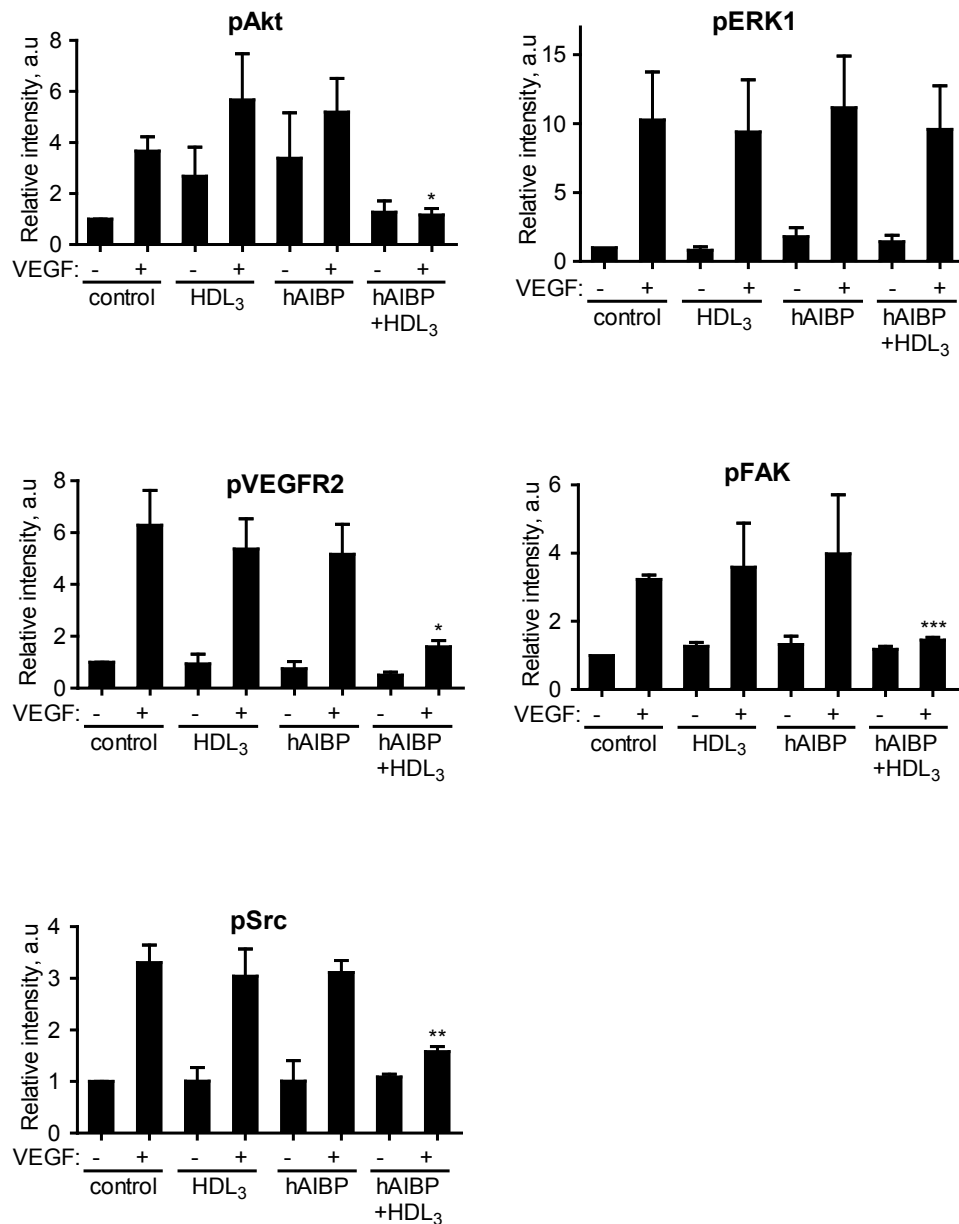 pAkt
Relative intensity, a.u
8
6
4
2
0
*
VEGF: - + - + - + - +
control HDL₃ hAIBP hAIBP
+HDL₃
pERK1
Relative intensity, a.u
15
10
5
0
VEGF: - + - + - + - +
control HDL₃ hAIBP hAIBP
+HDL₃
pVEGFR2
Relative intensity, a.u
8
6
4
2
0
*
VEGF: - + - + - + - +
control HDL₃ hAIBP hAIBP
+HDL₃
pFAK
Relative intensity, a.u
6
4
2
0
***
VEGF: - + - + - + - +
control HDL₃ hAIBP hAIBP
+HDL₃
pSrc
Relative intensity, a.u
4
3
2
1
0
**
VEGF: - + - + - + - +
control HDL₃ hAIBP hAIBP
+HDL₃